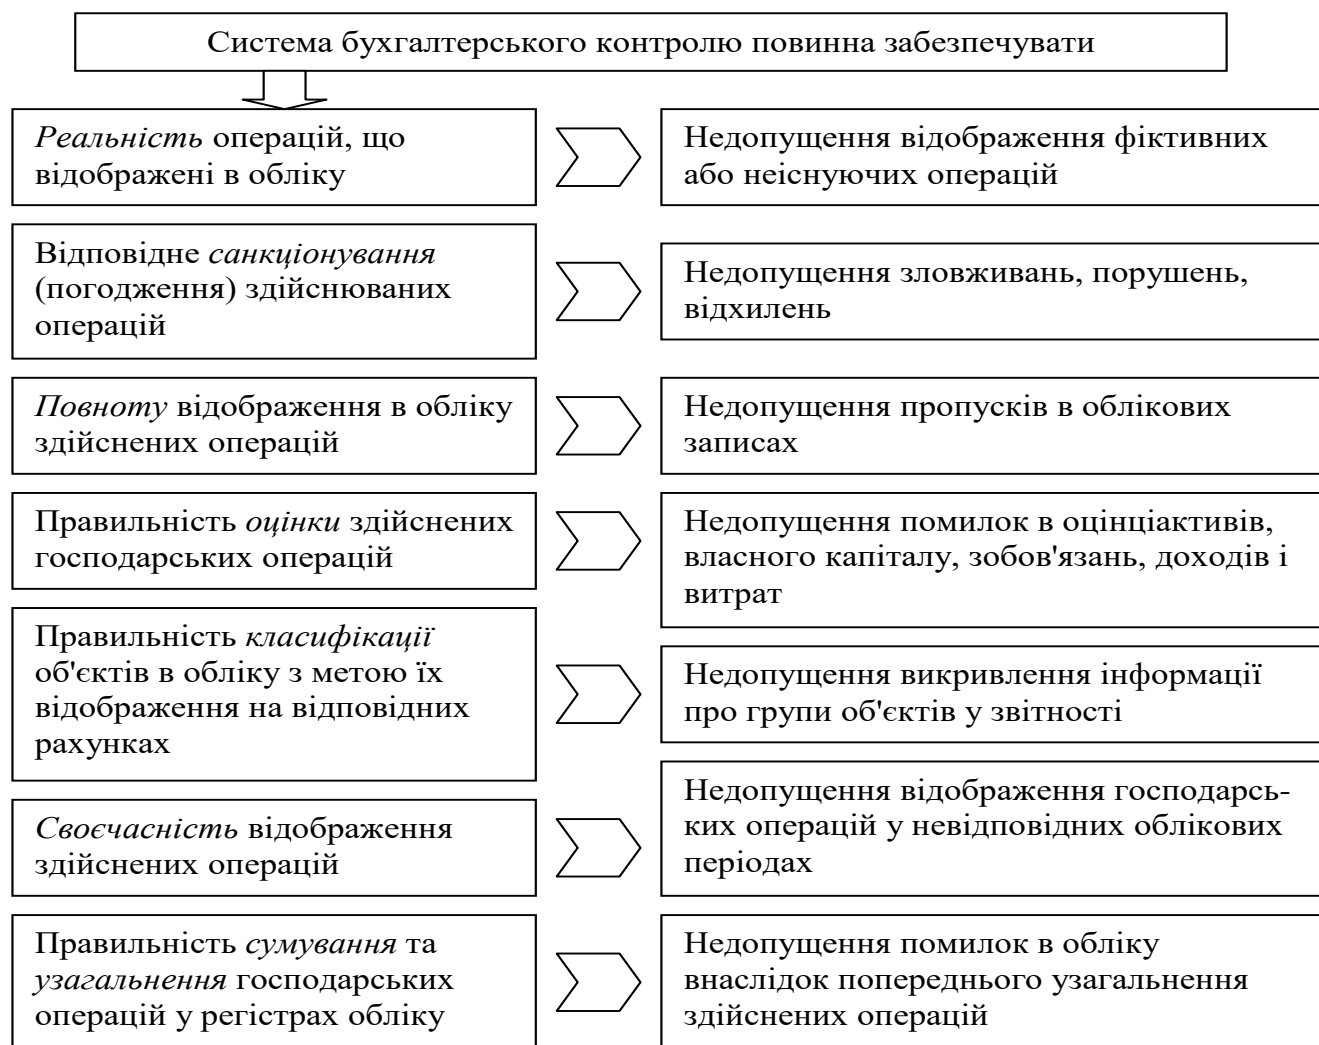 Система бухгалтерського контролю повинна забезпечувати
Реальність операцій, що
відображені в обліку
Недопущення відображення фіктивних
або неіснуючих операцій
Відповідне санкціонування
(погодження) здійснюваних
операцій
Недопущення зловживань, порушень,
відхилень
Повноту відображення в обліку
здійснених операцій
Недопущення пропусків в облікових
записах
Правильність оцінки здійснених
господарських операцій
Недопущення помилок в оцінціактивів,
власного капіталу, зобов'язань, доходів і
витрат
Правильність класифікації
об'єктів в обліку з метою їх
відображення на відповідних
рахунках
Недопущення викривлення інформації
про групи об'єктів у звітності
Своєчасність відображення
здійснених операцій
Недопущення відображення господарсь-
ких операцій у невідповідних облікових
періодах
Правильність сумування та
узагальнення господарських
операцій у регістрах обліку
Недопущення помилок в обліку
внаслідок попереднього узагальнення
здійснених операцій